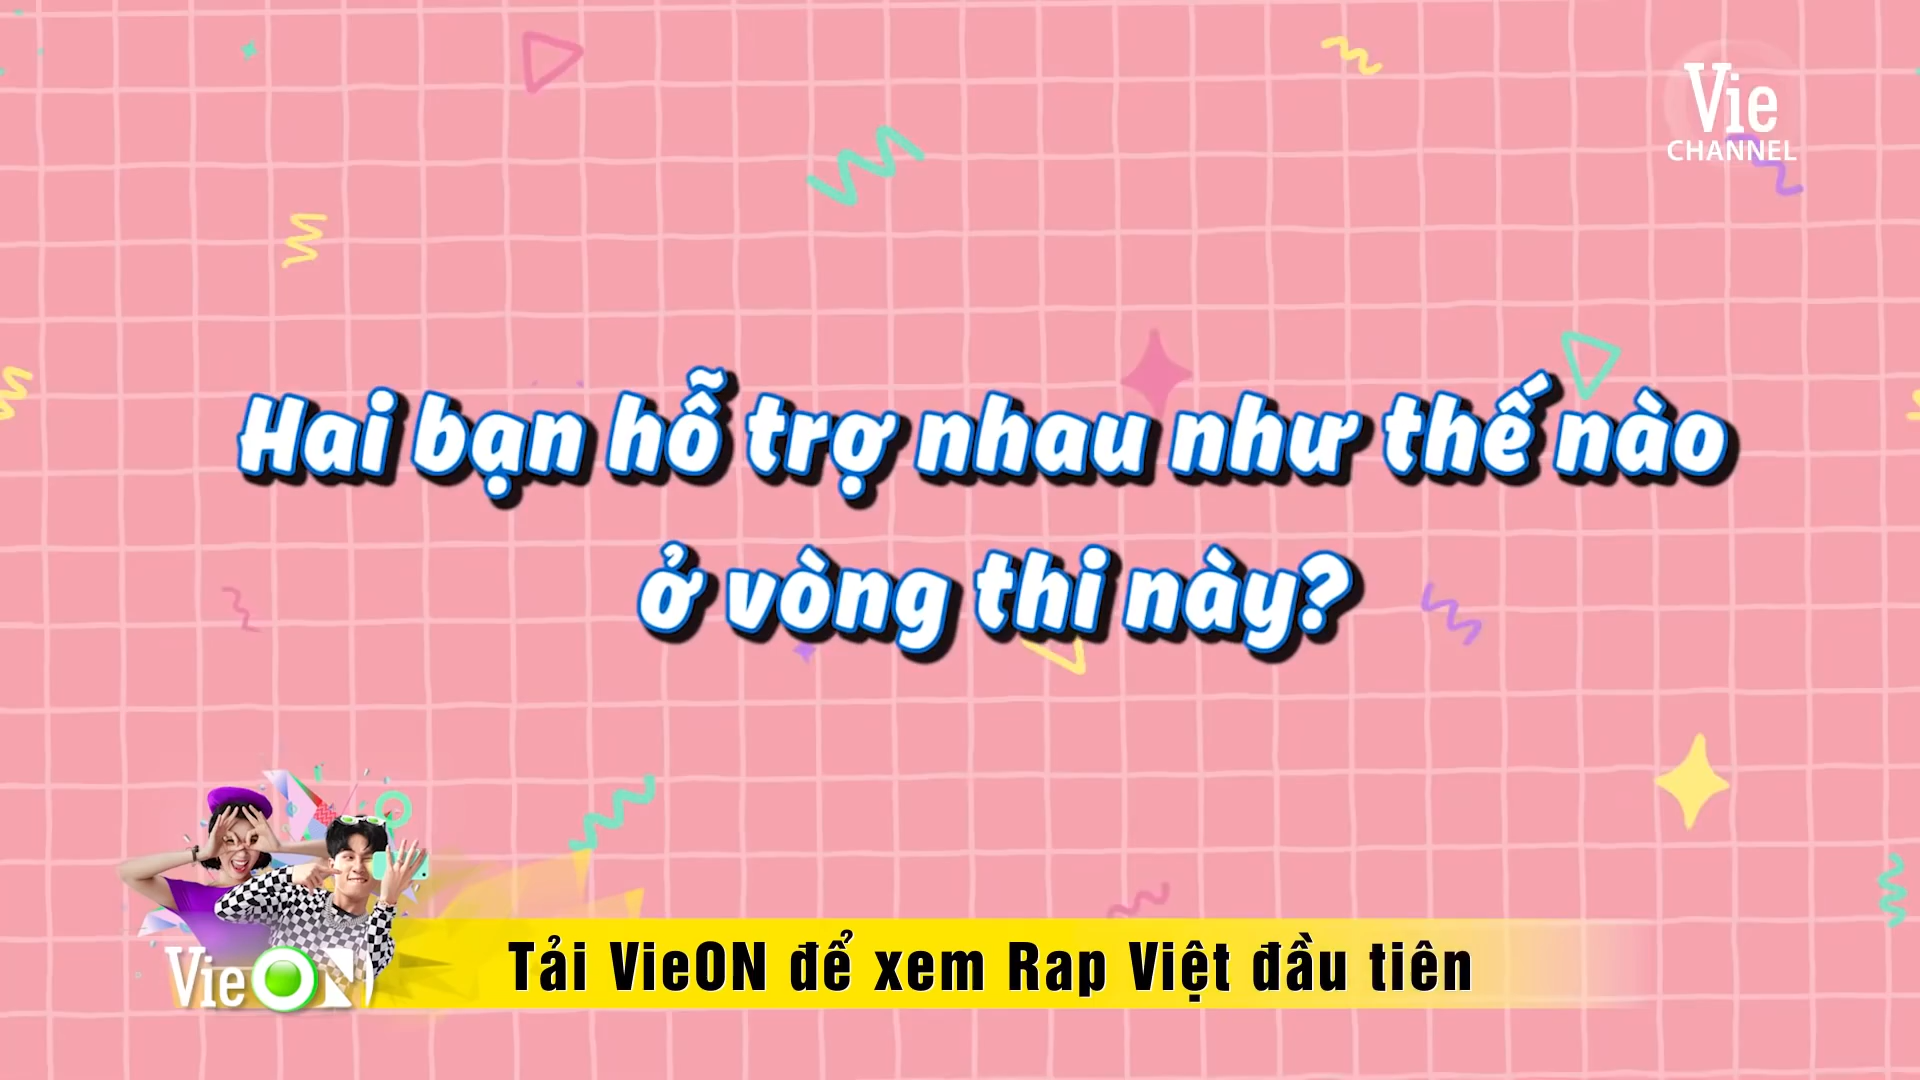 Vie
CHANNEL
Hai bạn hỗ trợ nhau như thế nào
ở vòng thi này?
VieON
Tải VieON để xem Rap Việt đầu tiên